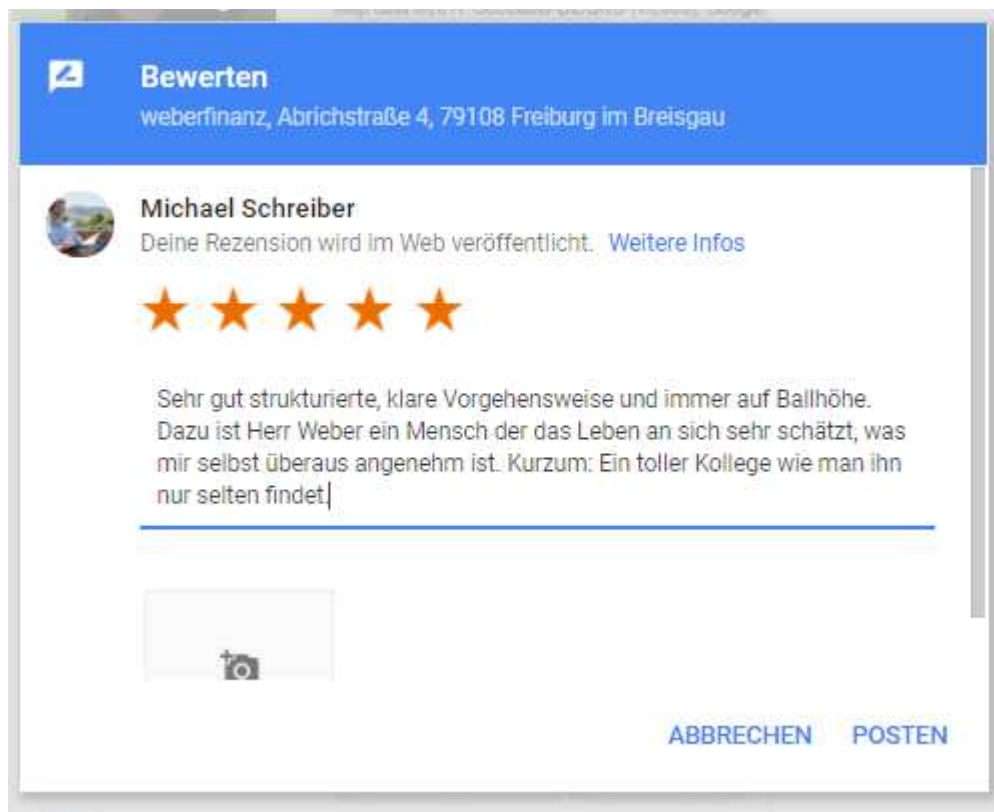 Bewerten
weberfinanz, Abrichstraße 4, 79108 Freiburg im Breisgau
Michael Schreiber
Deine Rezension wird im Web veröffentlicht. Weitere Infos
Sehr gut strukturierte, klare Vorgehensweise und immer auf Ballhöhe.
Dazu ist Herr Weber ein Mensch der das Leben an sich sehr schätzt, was
mir selbst überaus angenehm ist. Kurzum: Ein toller Kollege wie man ihn
nur selten findet.
ABBRECHEN POSTEN